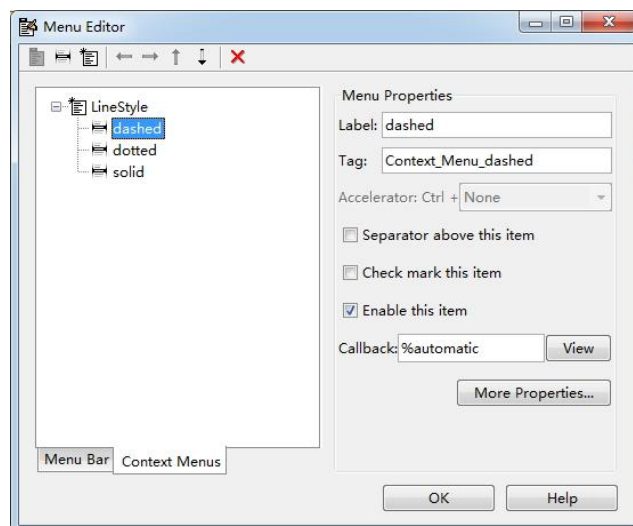 Menu Editor
LineStyle
dashed
dotted
solid
Menu Bar
Context Menus
Menu Properties
Label: dashed
Tag: Context_Menu_dashed
Accelerator: Ctrl + None
Separator above this item
Check mark this item
Enable this item
Callback: %automatic View
More Properties...
OK
Help